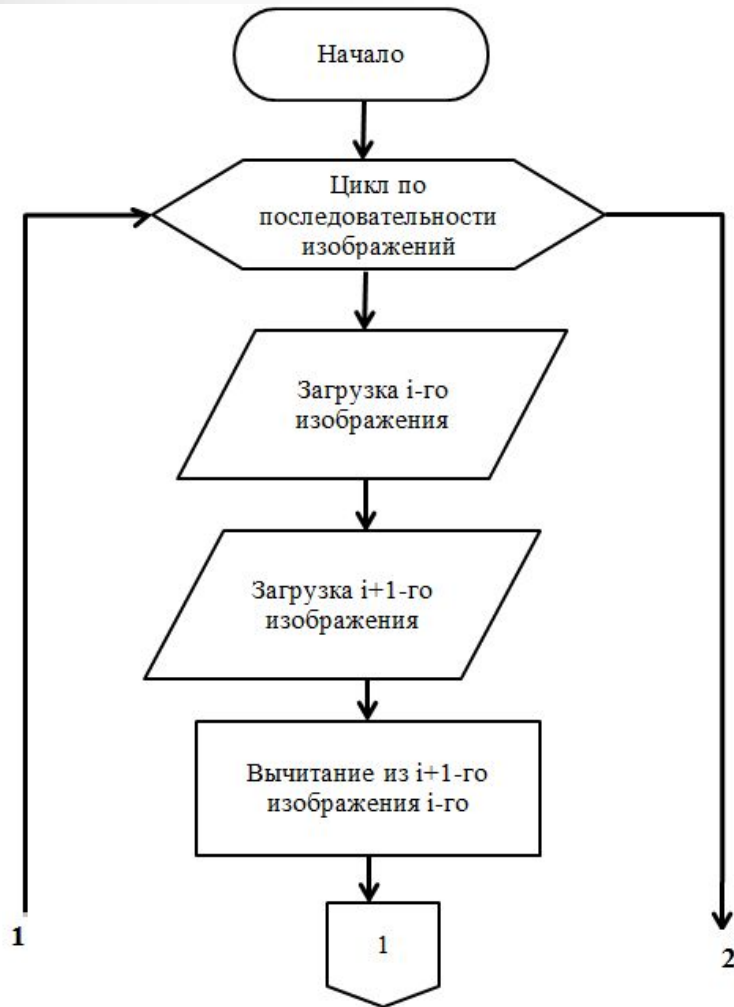 Начало
Цикл по
последовательности
изображений
Загрузка i-го
изображения
Загрузка i+1-го
изображения
Вычитание из i+1-го
изображения i-го
1
1
2